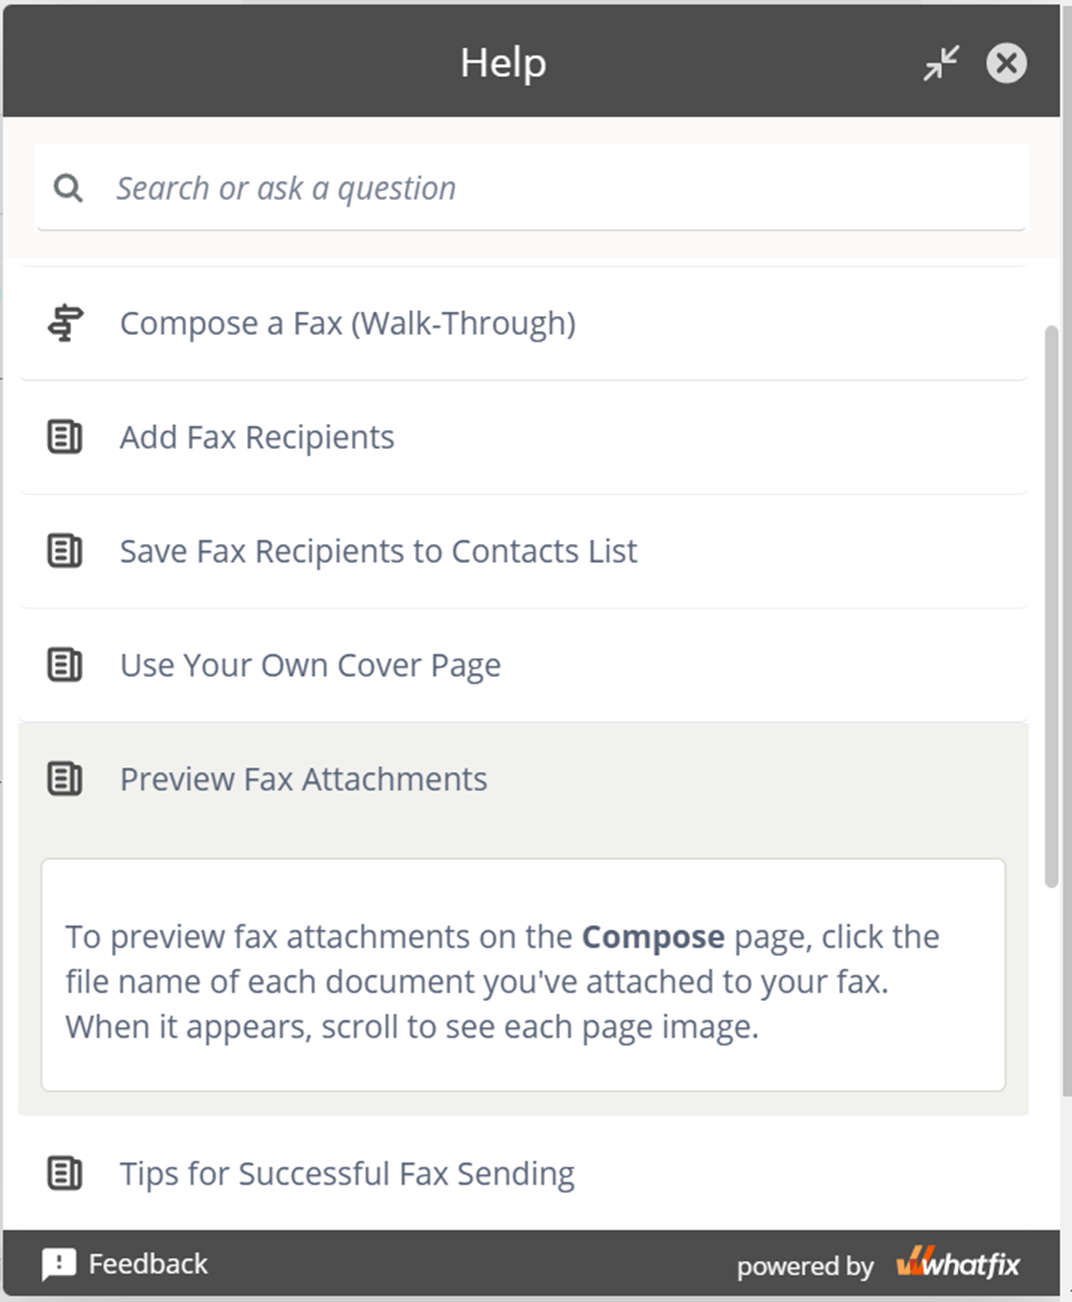 Help
Search or ask a question
Compose a Fax (Walk-Through)
Add Fax Recipients
Save Fax Recipients to Contacts List
Use Your Own Cover Page
Preview Fax Attachments
To preview fax attachments on the Compose page, click the
file name of each document you've attached to your fax.
When it appears, scroll to see each page image.
Tips for Successful Fax Sending
Feedback
powered by whatfix